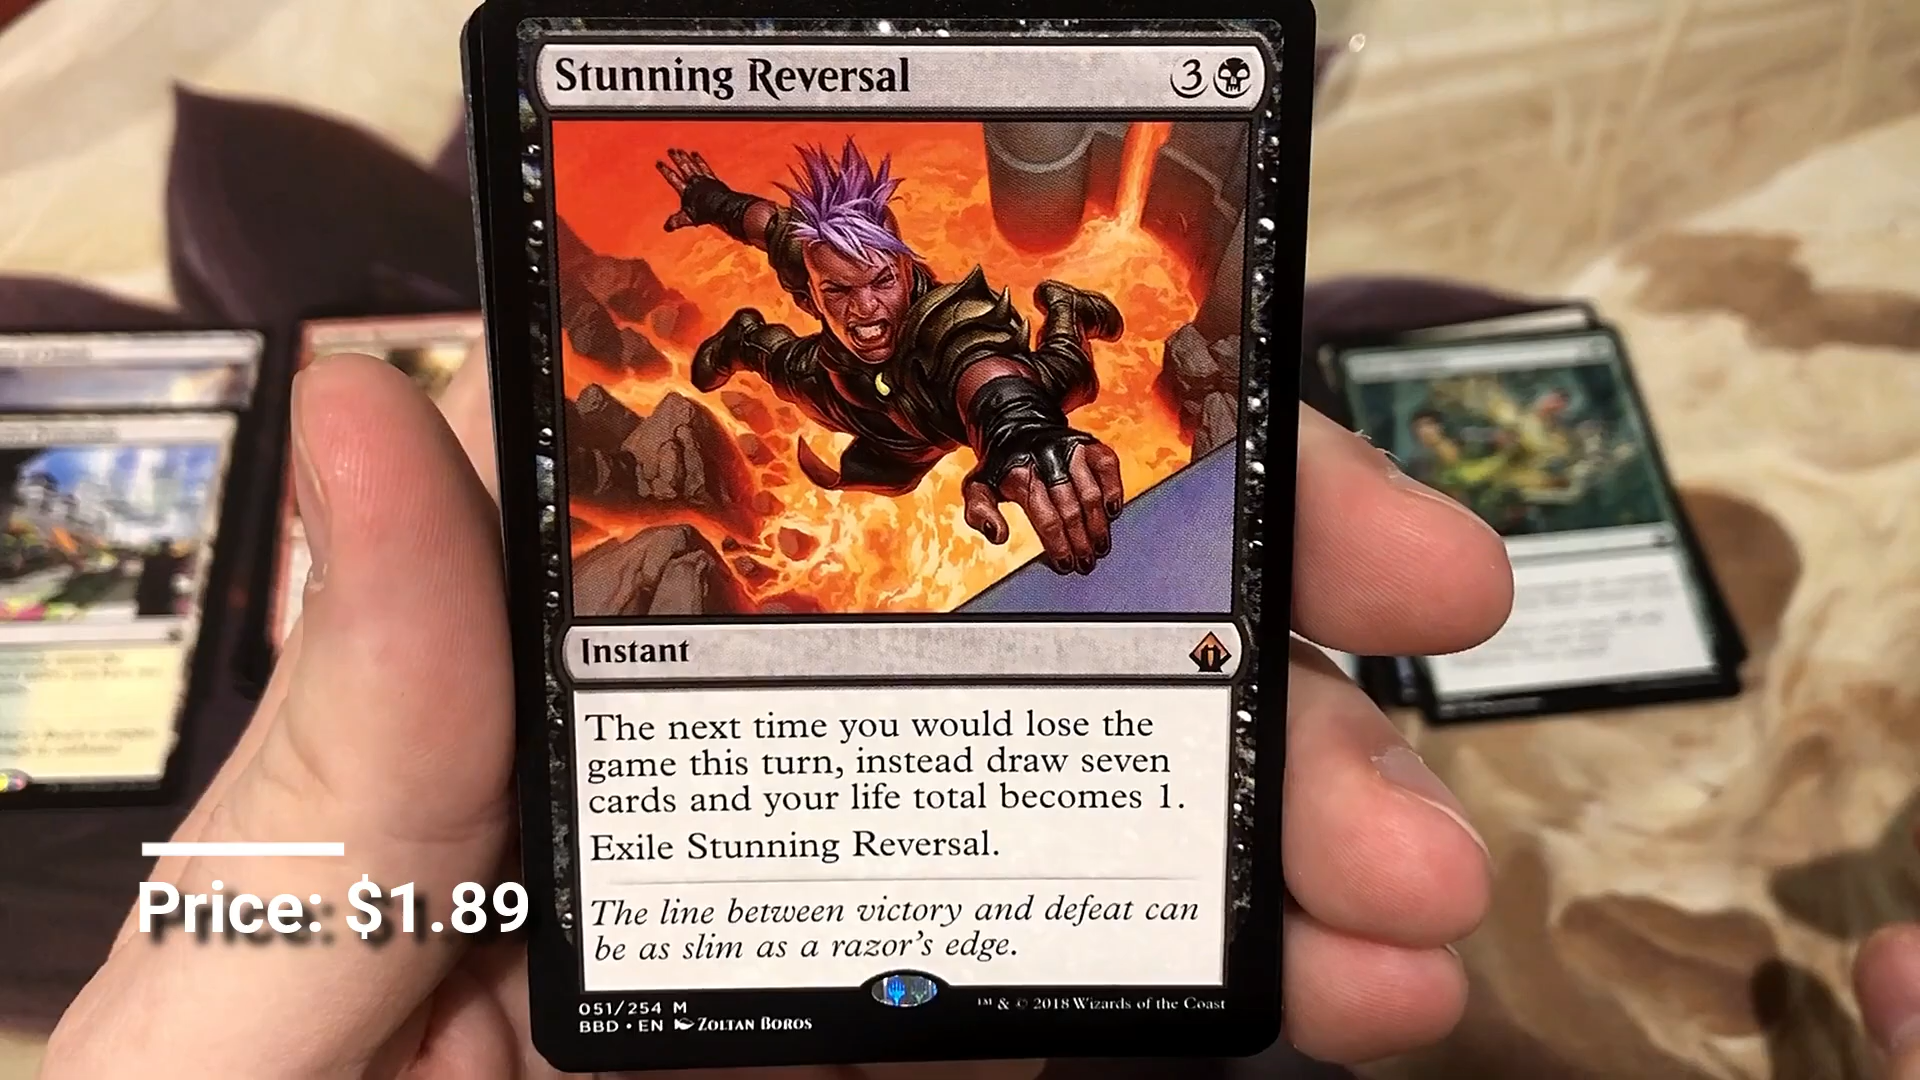 Stunning Reversal 3
Instant
The next time you would lose the
game this turn, instead draw seven
cards and your life total becomes 1.
Exile Stunning Reversal.
The line between victory and defeat can
be as slim as a razor's edge.
051/254 M
BBD • EN Zoltan Boros
™ & © 2018 Wizards of the Coast
Price: $1.89